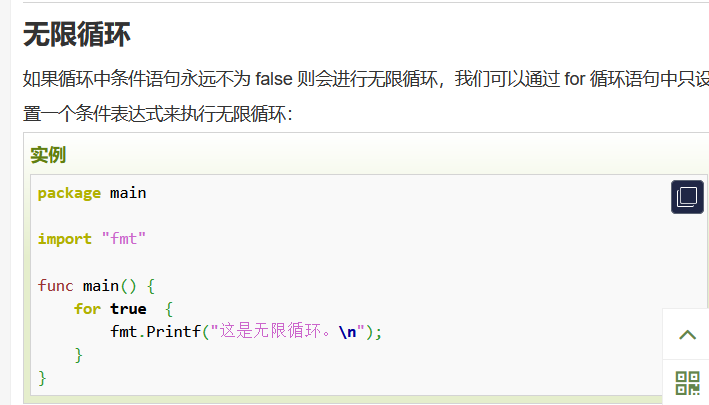 无限循环
如果循环中条件语句永远不为 false 则会进行无限循环，我们可以通过 for 循环语句中只设
置一个条件表达式来执行无限循环：
实例
package main
import "fmt"
func main() {
    for true  {
        fmt.Printf("这是无限循环。\n");
    }
}